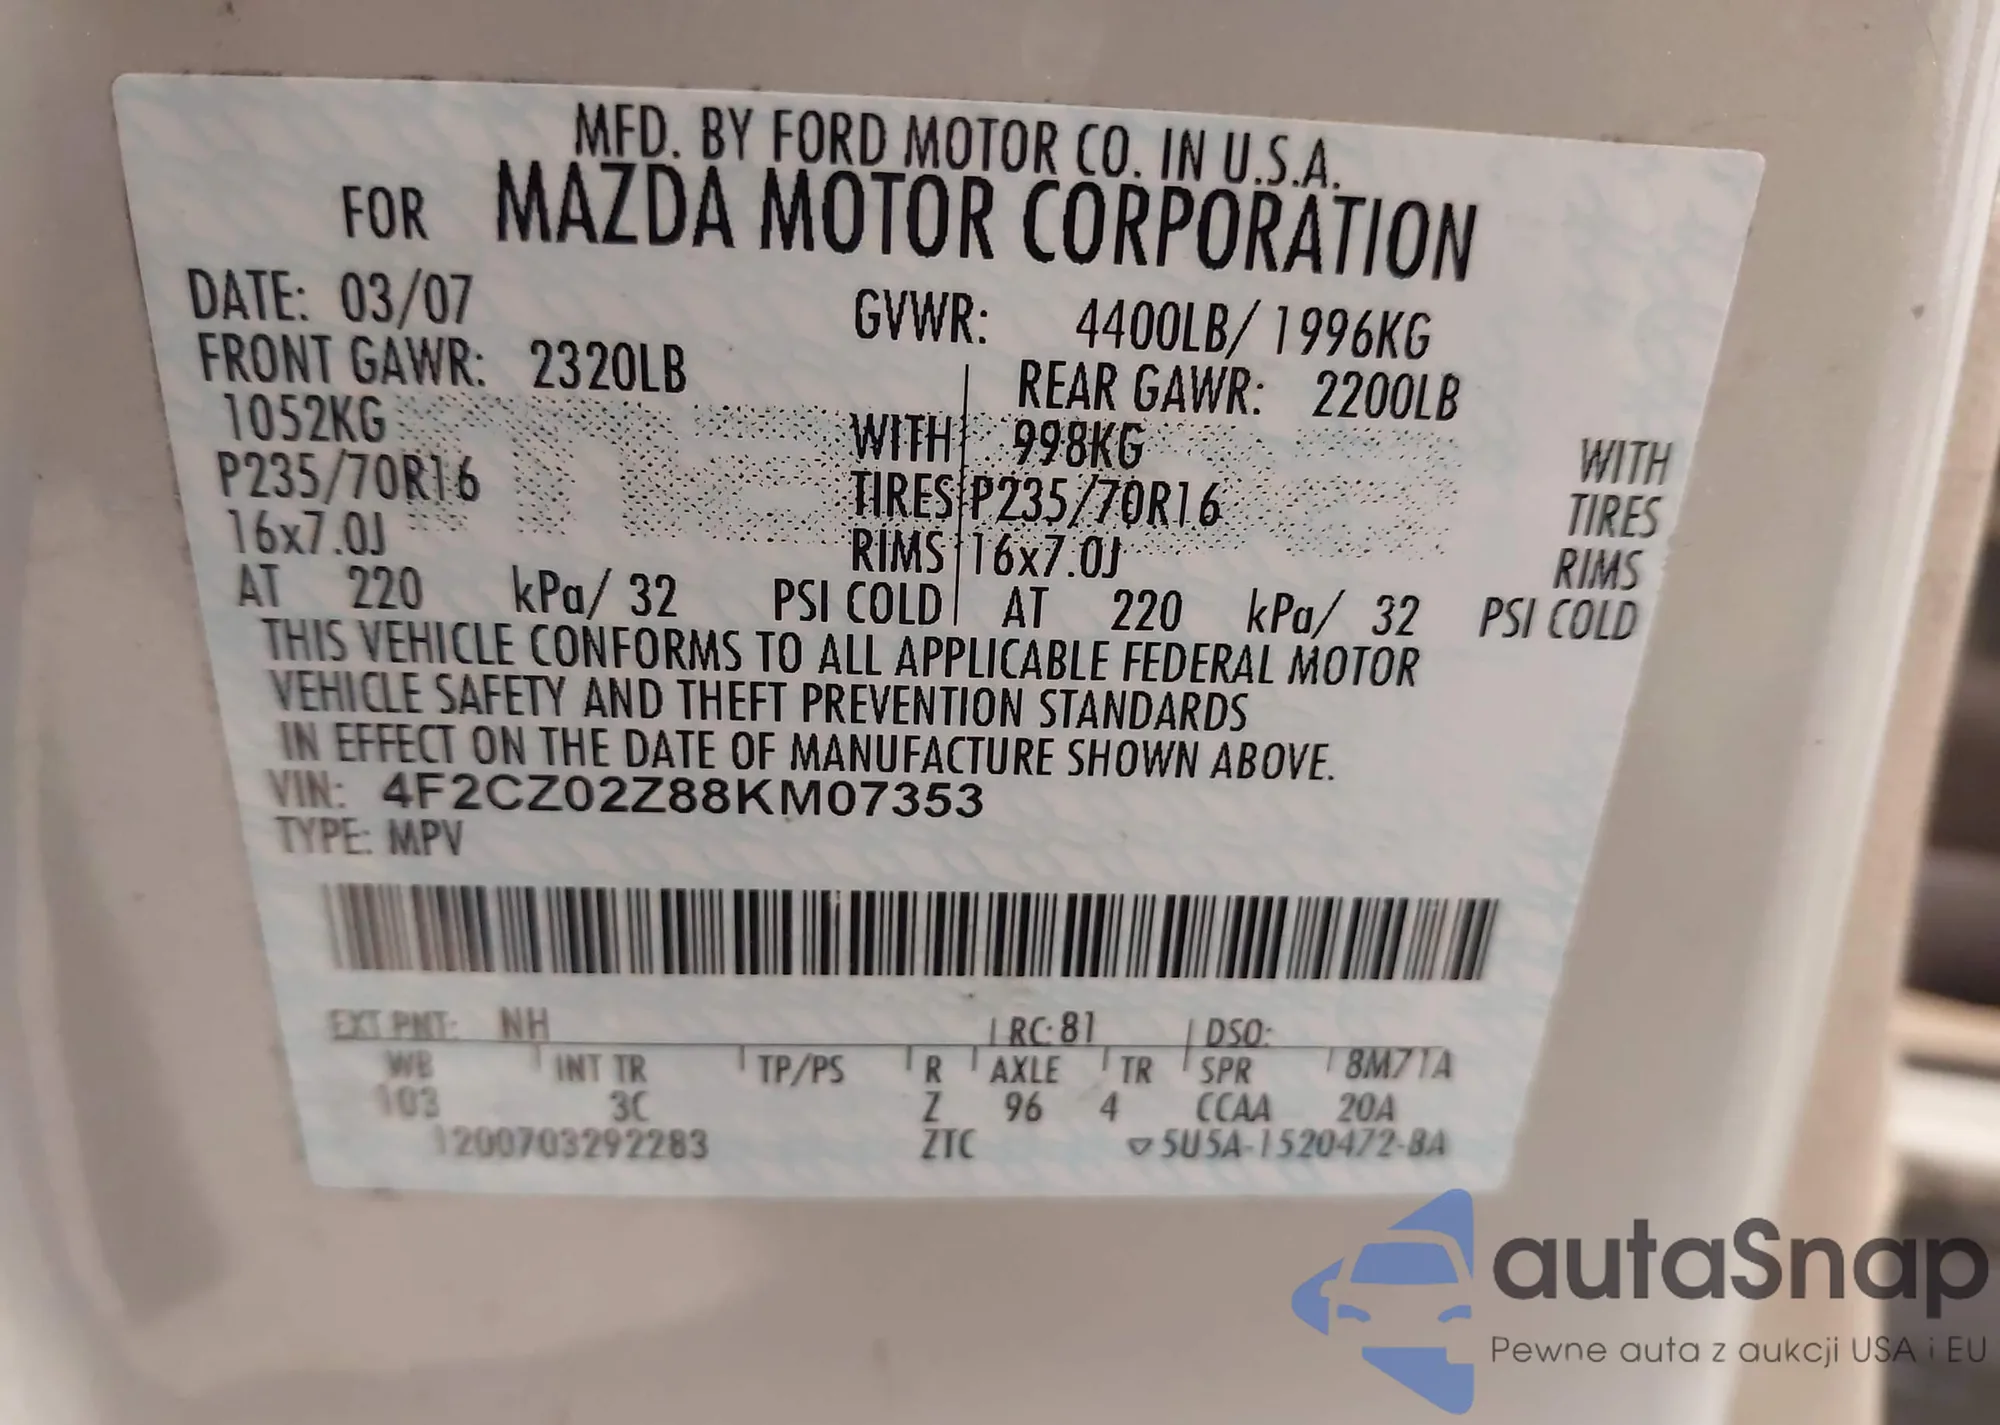 MFD. BY FORD MOTOR CO. IN U.S.A.
FOR MAZDA MOTOR CORPORATION
DATE: 03/07 GVWR: 4400LB/ 1996KG
FRONT GAWR: 2320LB REAR GAWR: 2200LB
1052KG WITH 998KG WITH
P235/70R16 TIRES P235/70R16 TIRES
16x7.0J RIMS 16x7.0J RIMS
AT 220 kPa/ 32 PSI COLD AT 220 kPa/ 32 PSI COLD
THIS VEHICLE CONFORMS TO ALL APPLICABLE FEDERAL MOTOR
VEHICLE SAFETY AND THEFT PREVENTION STANDARDS
IN EFFECT ON THE DATE OF MANUFACTURE SHOWN ABOVE.
VIN: 4F2CZ02Z88KM07353
TYPE: MPV
EXT PNT: NH RC: 81 DSO:
WB INT TR TP/PS R AXLE TR SPR 8M71A
103 3C Z 96 4 CCAA 20A
1200703292283 ZTC ▽5U5A-1520472-BA
autaSnap
Pewne auta z aukcji USA i EU